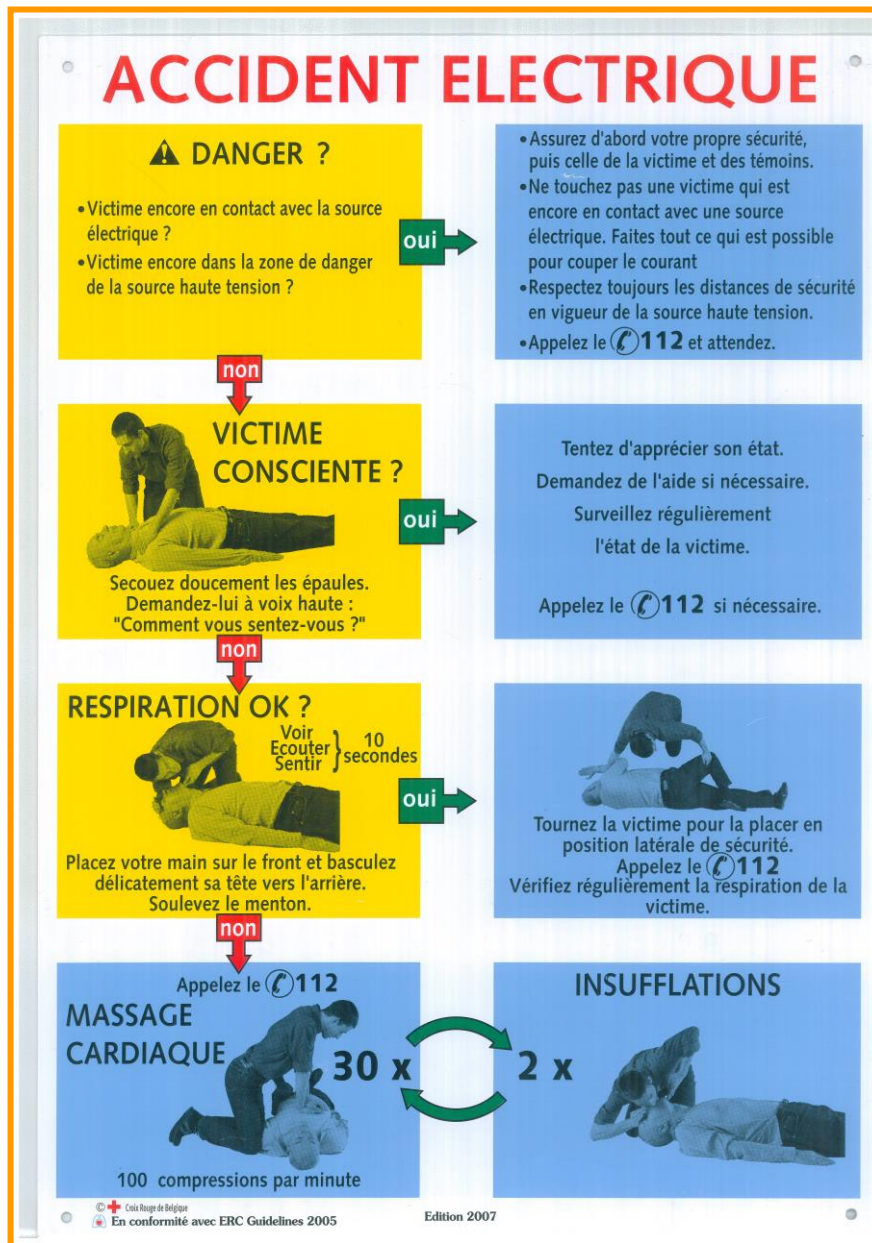 ACCIDENT ELECTRIQUE
DANGER ?
•Victime encore en contact avec la source
électrique ?
•Victime encore dans la zone de danger
de la source haute tension ?
oui
•Assurez d'abord votre propre sécurité,
puis celle de la victime et des témoins.
•Ne touchez pas une victime qui est
encore en contact avec une source
électrique. Faites tout ce qui est possible
pour couper le courant
•Respectez toujours les distances de sécurité
en vigueur de la source haute tension.
•Appelez le 112 et attendez.
non
VICTIME
CONSCIENTE ?
Secouez doucement les épaules.
Demandez-lui à voix haute :
"Comment vous sentez-vous ?"
oui
Tentez d'apprécier son état.
Demandez de l'aide si nécessaire.
Surveillez régulièrement
l'état de la victime.
Appelez le 112 si nécessaire.
non
RESPIRATION OK ?
Voir
Ecouter
Sentir
10
secondes
Placez votre main sur le front et basculez
délicatement sa tête vers l'arrière.
Soulevez le menton.
oui
Tournez la victime pour la placer en
position latérale de sécurité.
Appelez le 112
Vérifiez régulièrement la respiration de la
victime.
non
Appelez le 112
MASSAGE
CARDIAQUE
30 x
100 compressions par minute
INSUFFLATIONS
2 x
© Croix Rouge de Belgique
En conformité avec ERC Guidelines 2005
Edition 2007